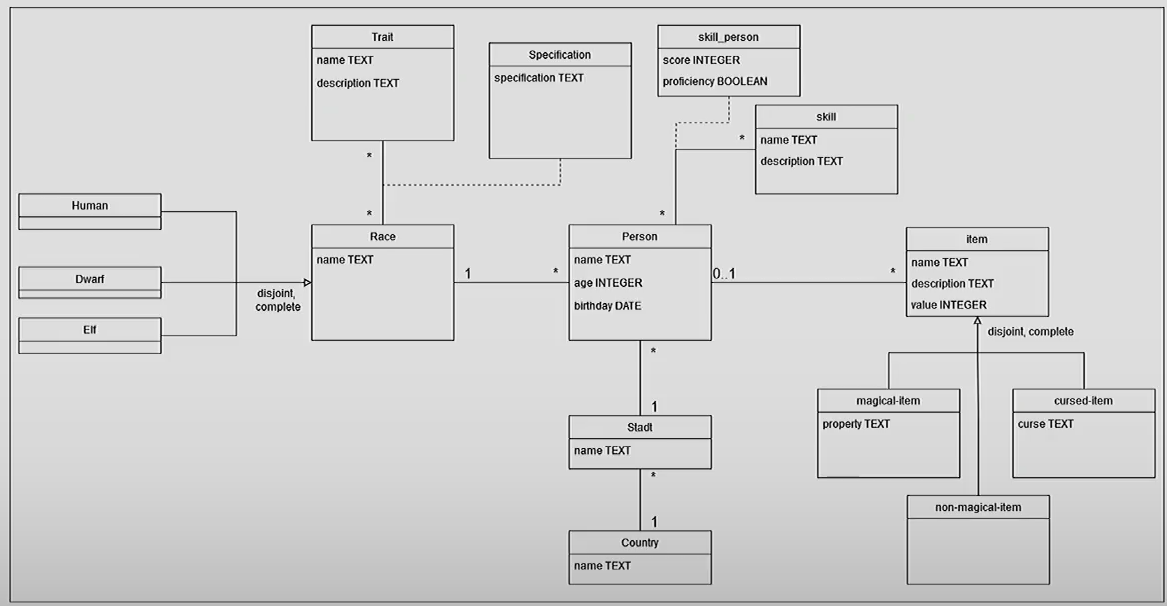 Trait
name TEXT
description TEXT
*
*
Specification
specification TEXT
skill_person
score INTEGER
proficiency BOOLEAN
skill
name TEXT
description TEXT
*
*
Human
Dwarf
Elf
disjoint,
complete
Race
name TEXT
1
*
Person
name TEXT
age INTEGER
birthday DATE
0..1
*
item
name TEXT
description TEXT
value INTEGER
disjoint, complete
magical-item
property TEXT
cursed-item
curse TEXT
non-magical-item
*
1
Stadt
name TEXT
*
1
Country
name TEXT